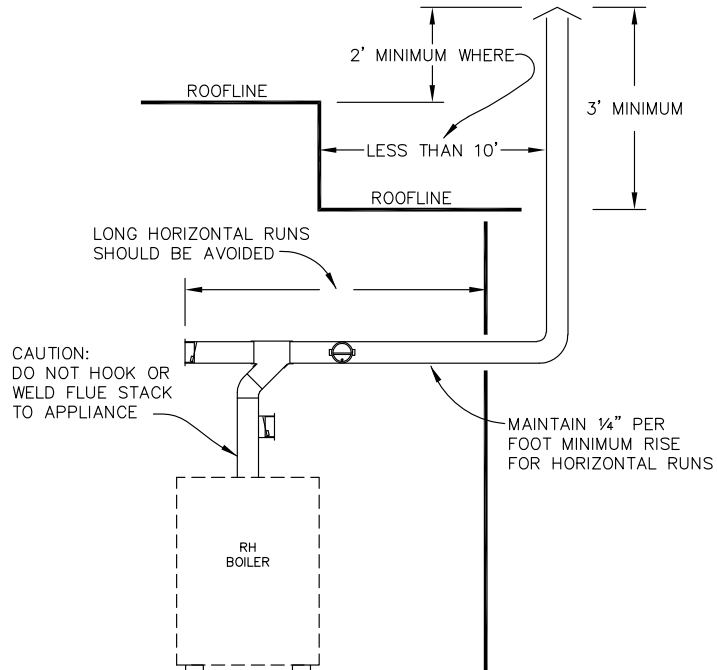 2' MINIMUM WHERE
ROOFLINE
3' MINIMUM
LESS THAN 10'
ROOFLINE
LONG HORIZONTAL RUNS
SHOULD BE AVOIDED
CAUTION:
DO NOT HOOK OR
WELD FLUE STACK
TO APPLIANCE
MAINTAIN ¼" PER
FOOT MINIMUM RISE
FOR HORIZONTAL RUNS
RH
BOILER